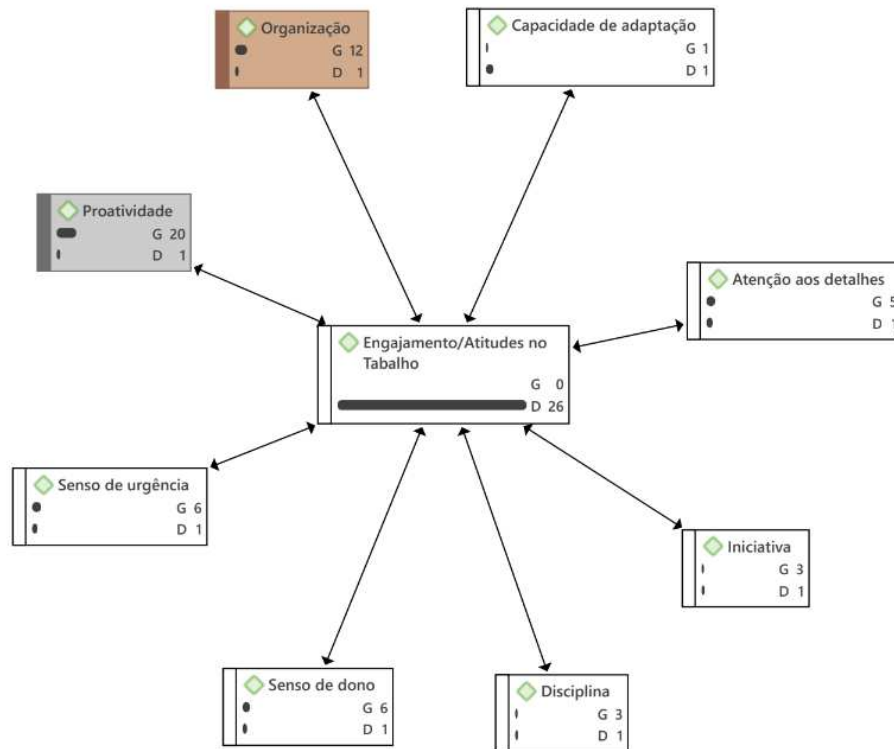 Organização
G 12
D 1
Capacidade de adaptação
G 1
D 1
Proatividade
G 20
D 1
Atenção aos detalhes
G 5
D 1
Engajamento/Atitudes no
Tabalho
G 0
D 26
Senso de urgência
G 6
D 1
Iniciativa
G 3
D 1
Senso de dono
G 6
D 1
Disciplina
G 3
D 1